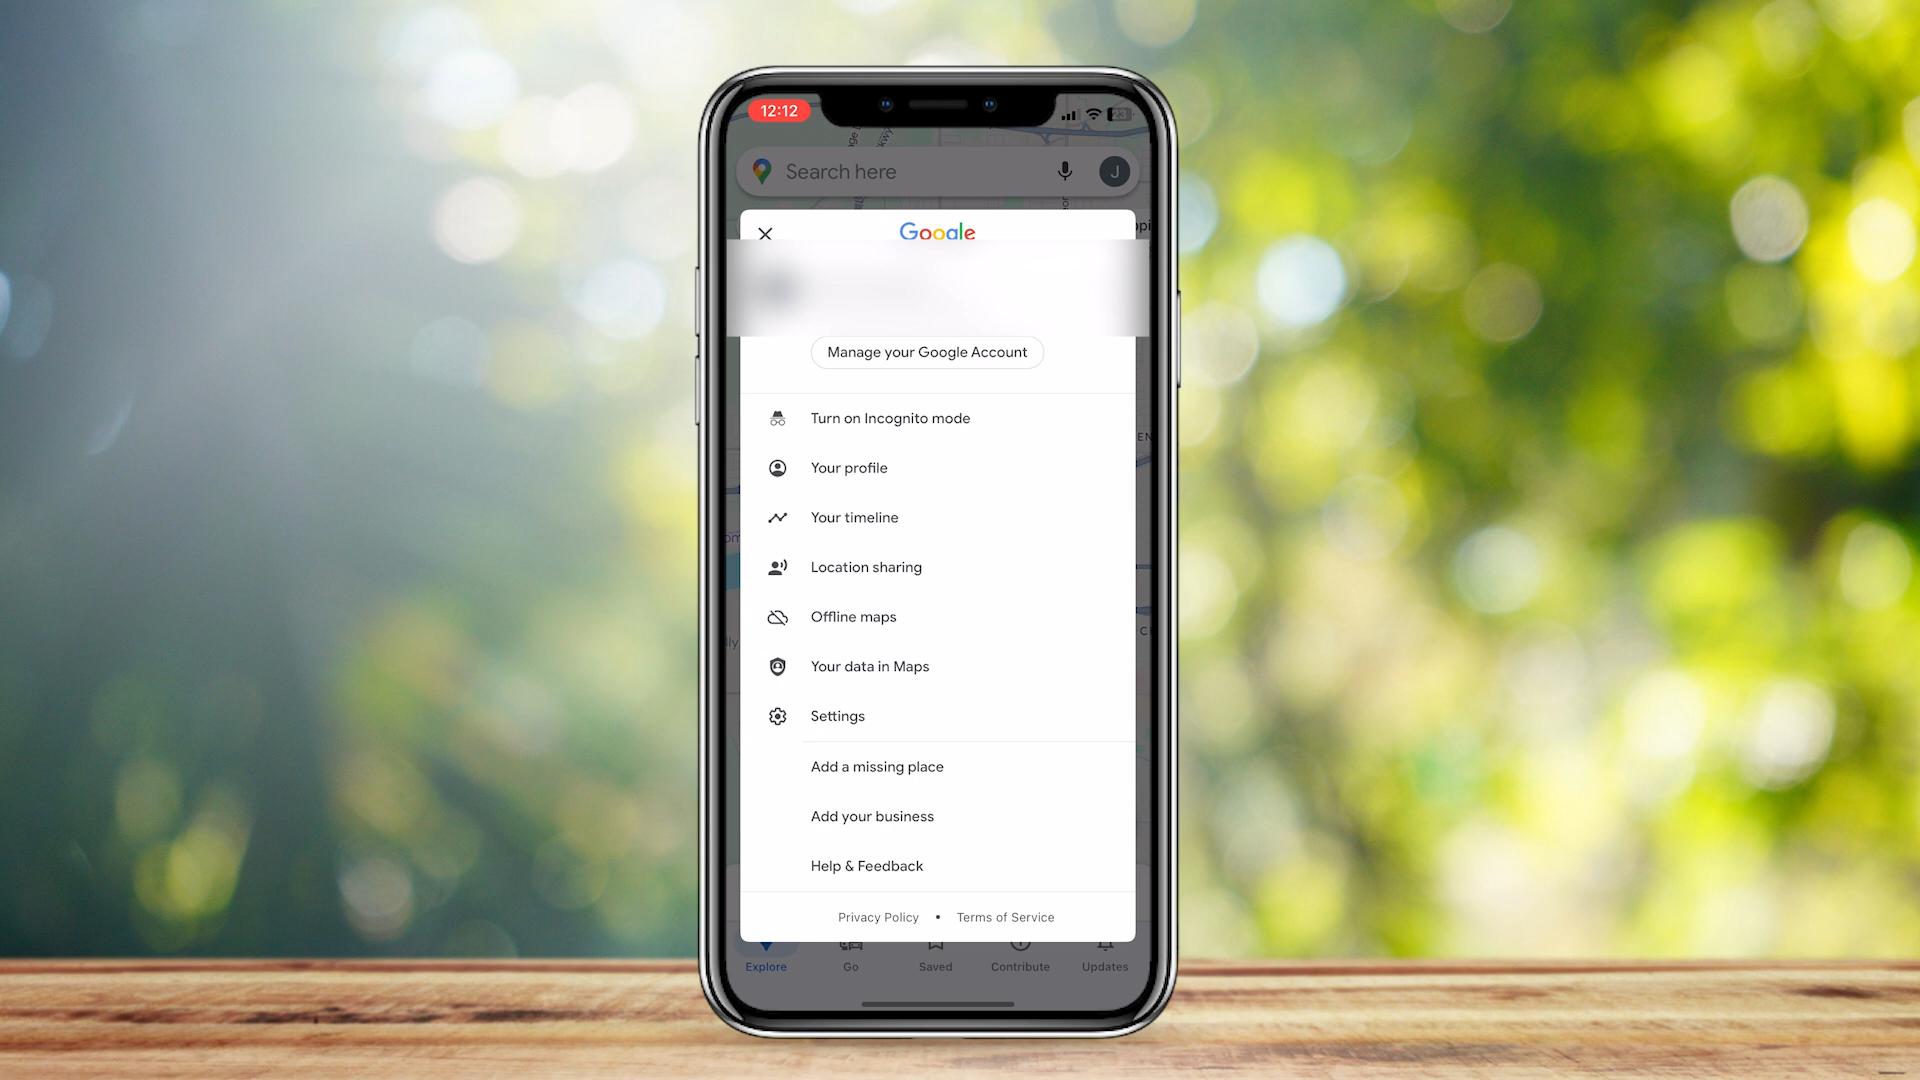 12:12
23
Search here
J
Google
Manage your Google Account
Turn on Incognito mode
Your profile
Your timeline
Location sharing
Offline maps
Your data in Maps
Settings
Add a missing place
Add your business
Help & Feedback
Privacy Policy • Terms of Service
Explore Go Saved Contribute Updates